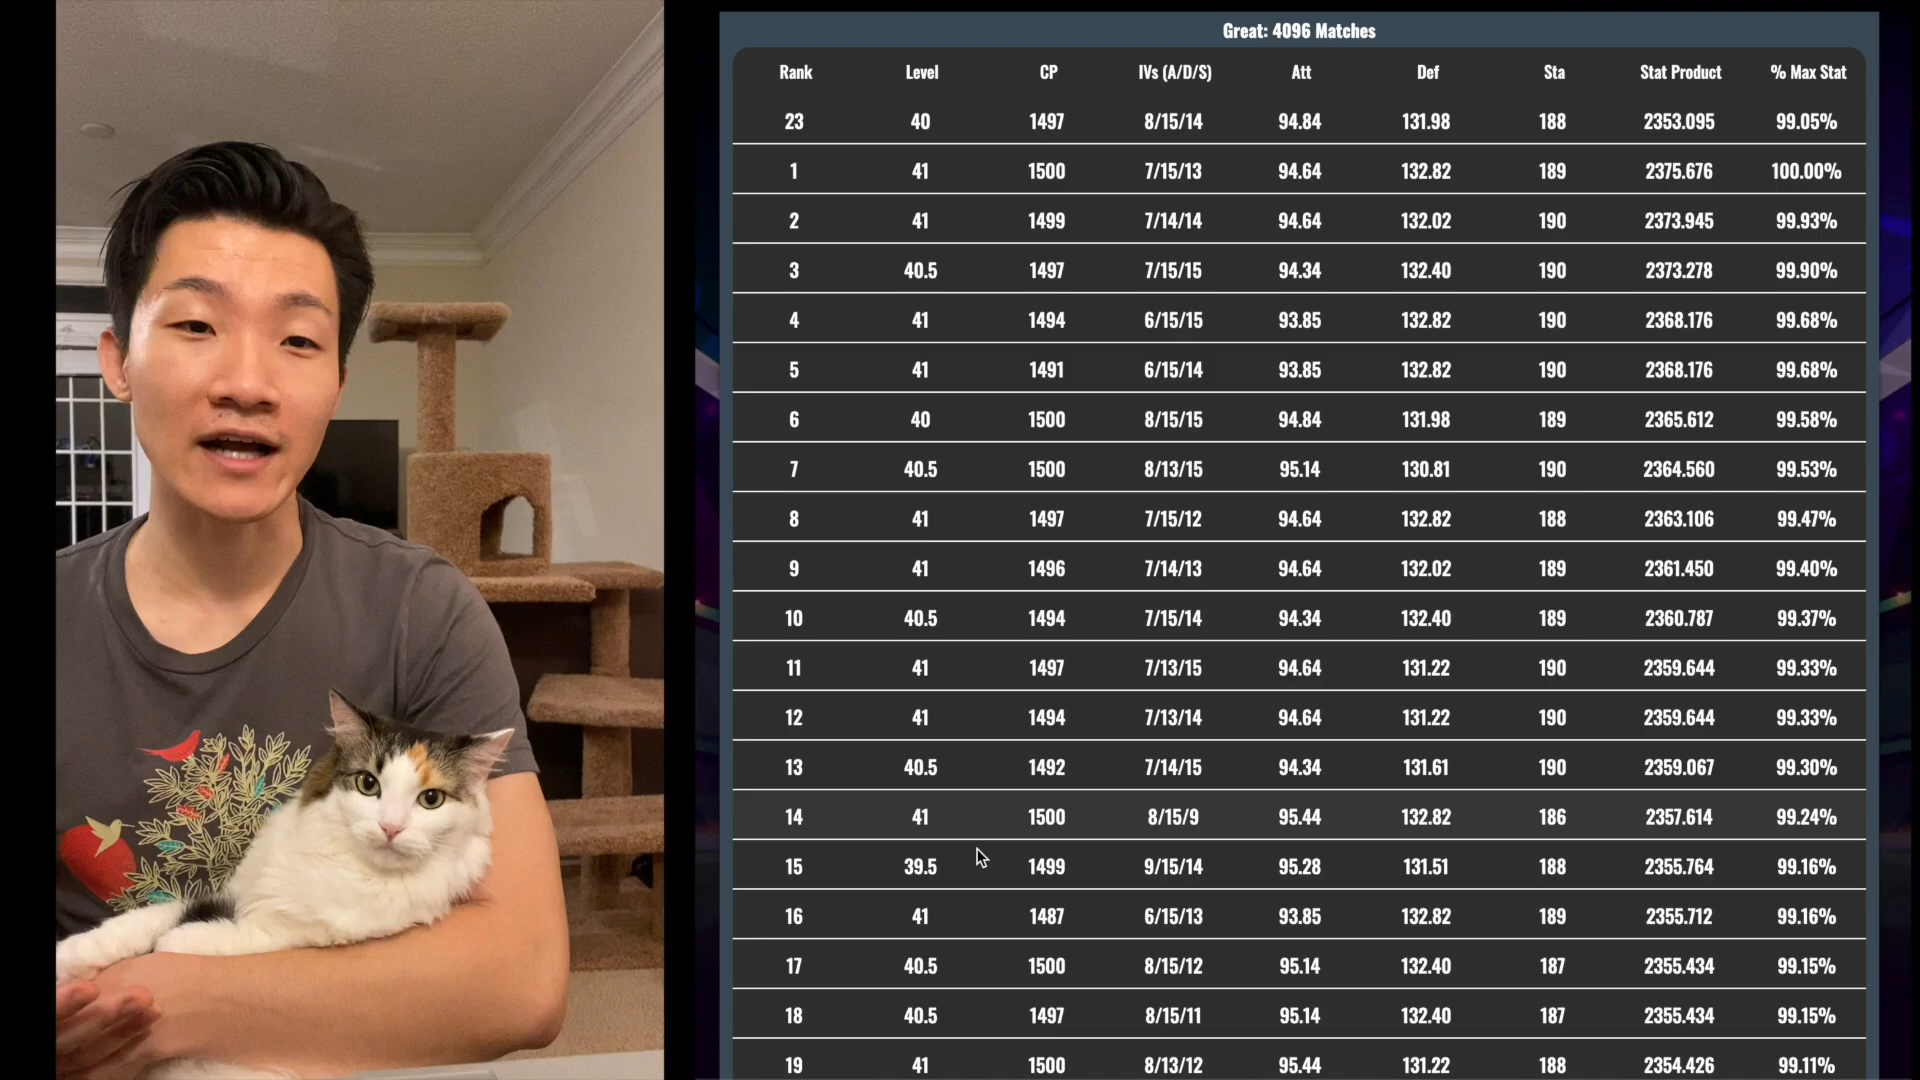 Great: 4096 Matches
Rank Level CP IVs (A/D/S) Att Def Sta Stat Product % Max Stat
23 40 1497 8/15/14 94.84 131.98 188 2353.095 99.05%
1 41 1500 7/15/13 94.64 132.82 189 2375.676 100.00%
2 41 1499 7/14/14 94.64 132.02 190 2373.945 99.93%
3 40.5 1497 7/15/15 94.34 132.40 190 2373.278 99.90%
4 41 1494 6/15/15 93.85 132.82 190 2368.176 99.68%
5 41 1491 6/15/14 93.85 132.82 190 2368.176 99.68%
6 40 1500 8/15/15 94.84 131.98 189 2365.612 99.58%
7 40.5 1500 8/13/15 95.14 130.81 190 2364.560 99.53%
8 41 1497 7/15/12 94.64 132.82 188 2363.106 99.47%
9 41 1496 7/14/13 94.64 132.02 189 2361.450 99.40%
10 40.5 1494 7/15/14 94.34 132.40 189 2360.787 99.37%
11 41 1497 7/13/15 94.64 131.22 190 2359.644 99.33%
12 41 1494 7/13/14 94.64 131.22 190 2359.644 99.33%
13 40.5 1492 7/14/15 94.34 131.61 190 2359.067 99.30%
14 41 1500 8/15/9 95.44 132.82 186 2357.614 99.24%
15 39.5 1499 9/15/14 95.28 131.51 188 2355.764 99.16%
16 41 1487 6/15/13 93.85 132.82 189 2355.712 99.16%
17 40.5 1500 8/15/12 95.14 132.40 187 2355.434 99.15%
18 40.5 1497 8/15/11 95.14 132.40 187 2355.434 99.15%
19 41 1500 8/13/12 95.44 131.22 188 2354.426 99.11%